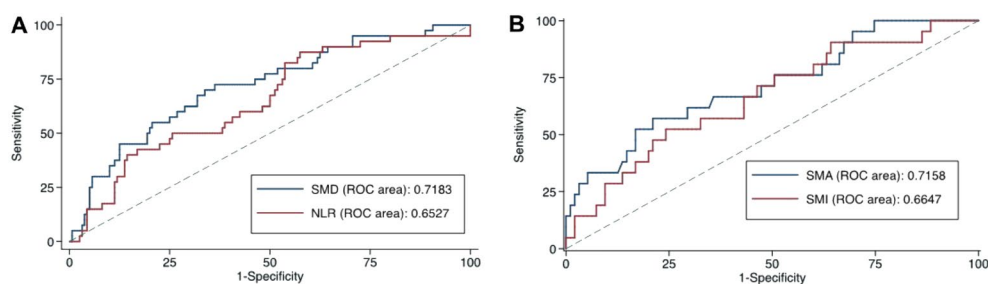 A
Sensitivity
100
75
50
25
0
SMD (ROC area): 0.7183
NLR (ROC area): 0.6527
0
25
50
75
100
1-Specificity
B
Sensitivity
100
75
50
25
0
SMA (ROC area): 0.7158
SMI (ROC area): 0.6647
0
25
50
75
100
1-Specificity